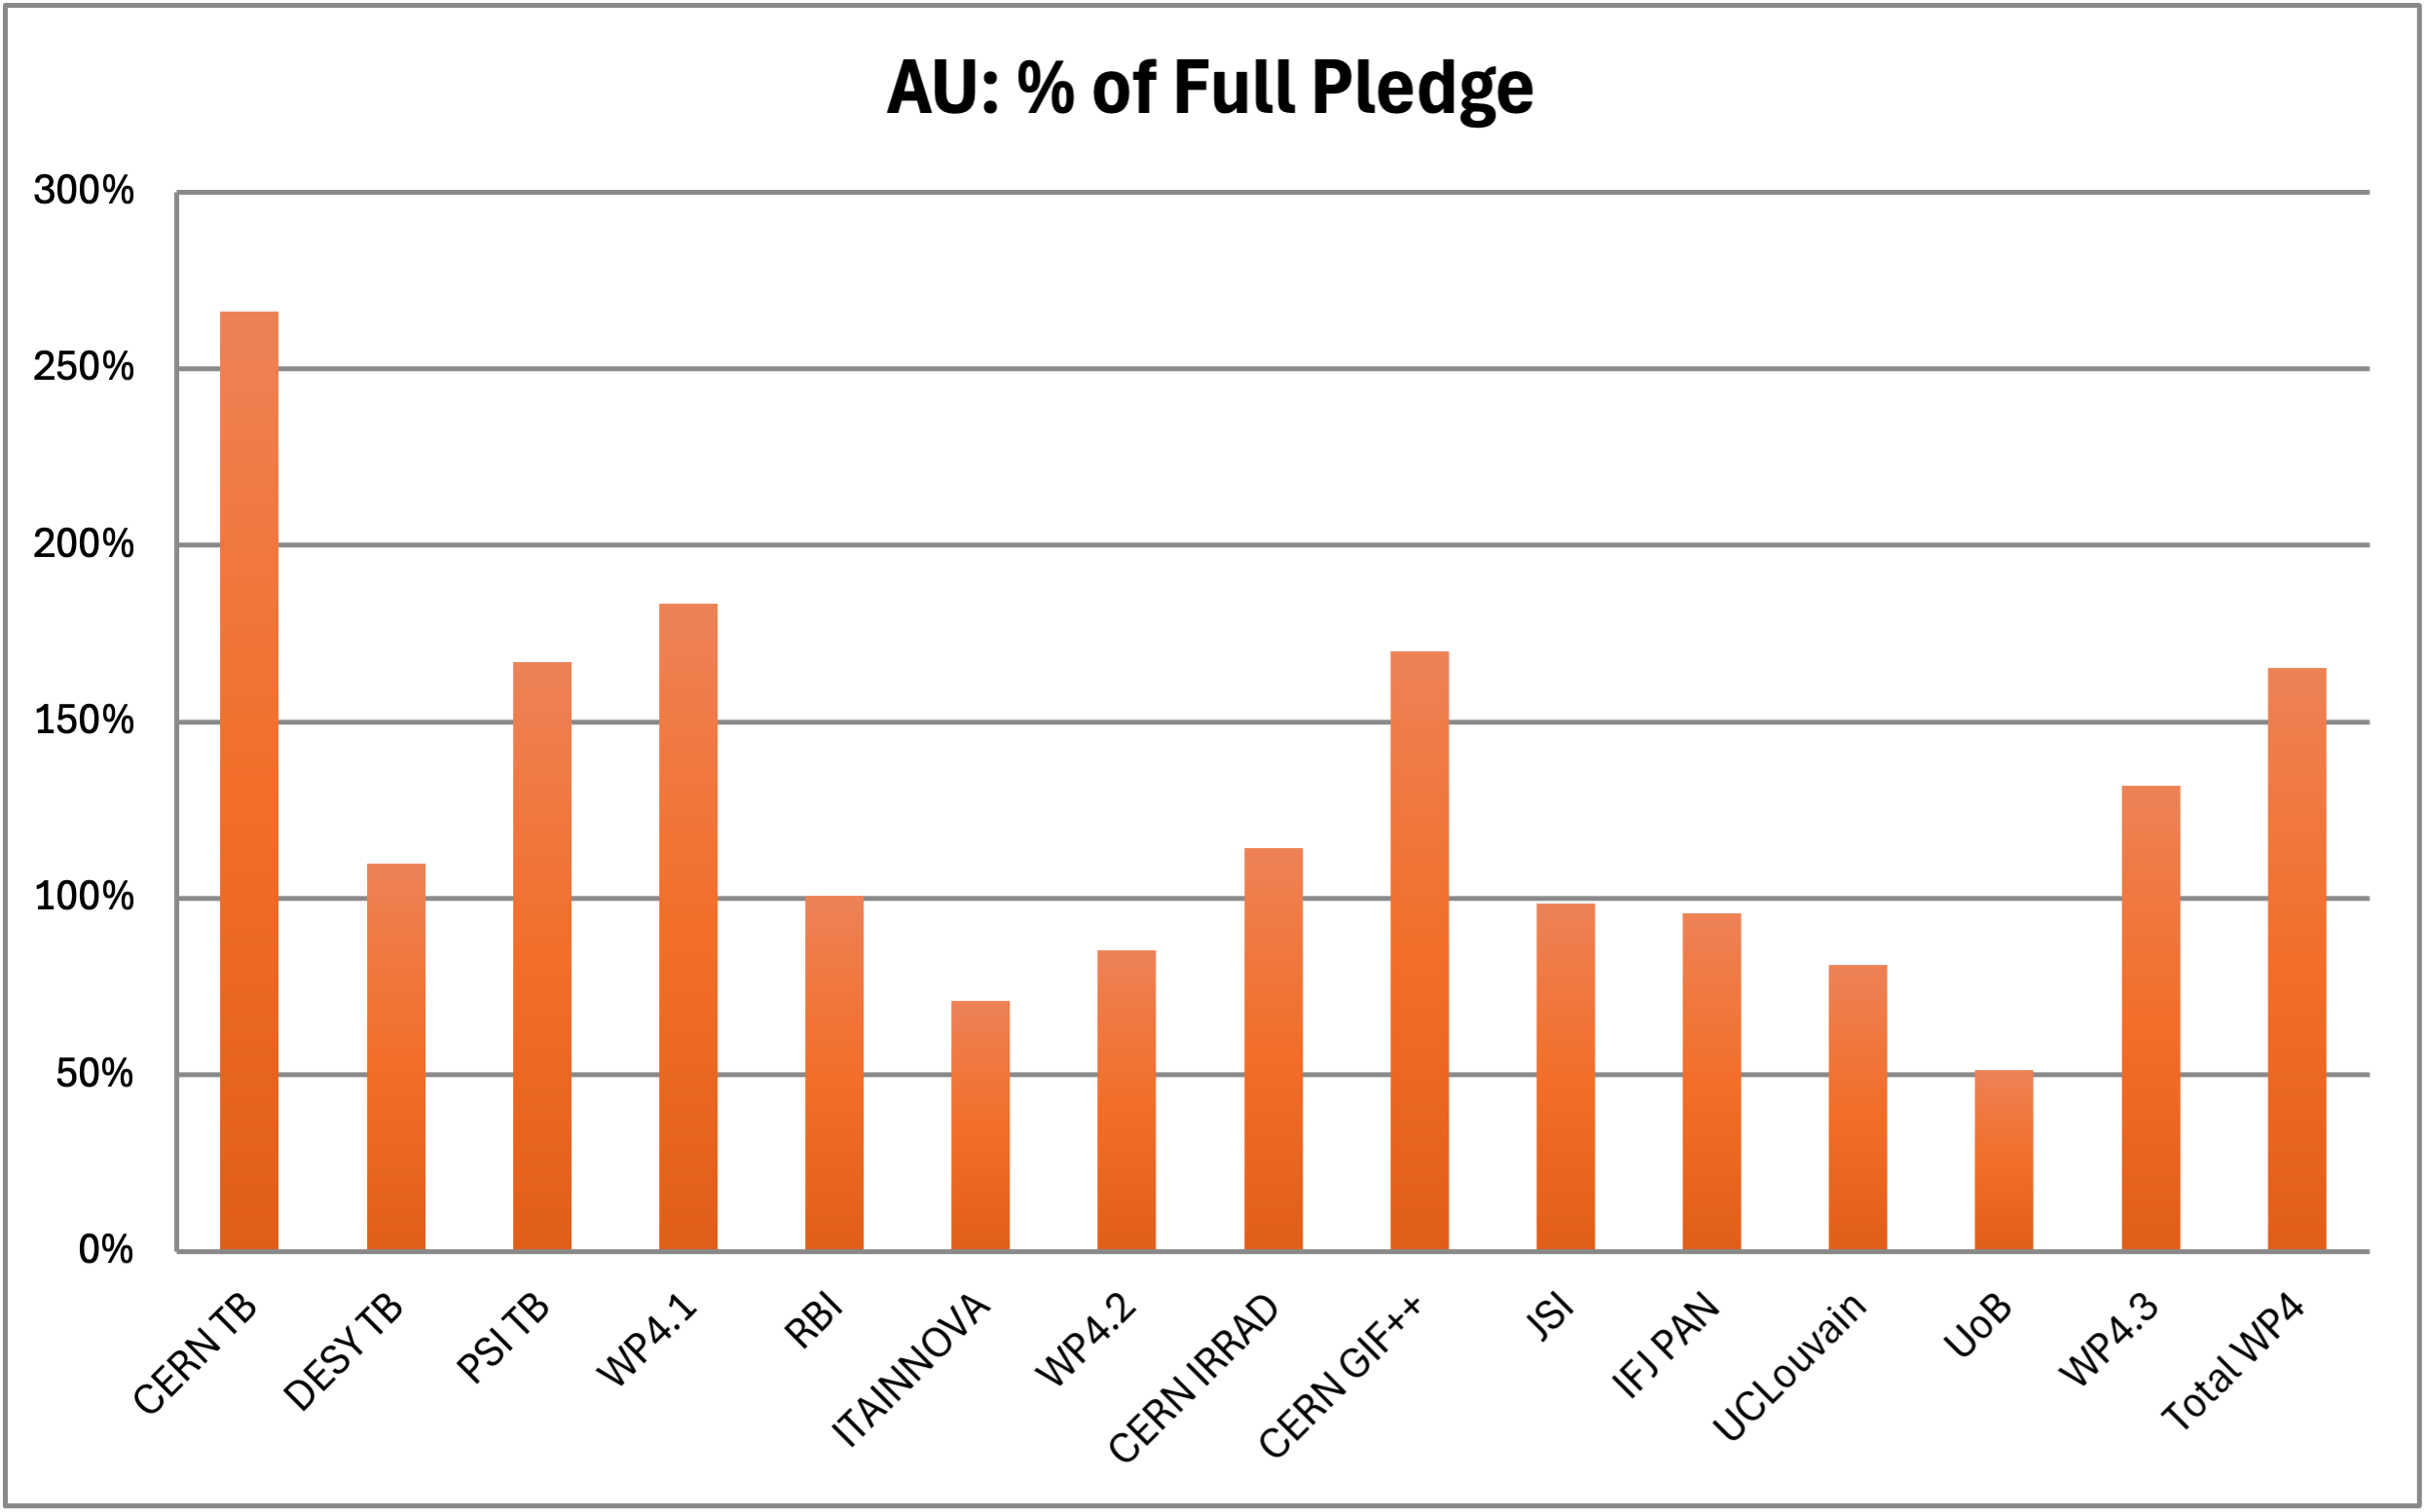 AU: % of Full Pledge
300%
250%
200%
150%
100%
50%
0%
CERN TB
DESY TB
PSI TB
WP4.1
RBI
ITAINNOVA
WP4.2
CERN IRRAD
CERN GIF++
JSI
IFJ PAN
UCLouvain
UoB
WP4.3
Total WP4